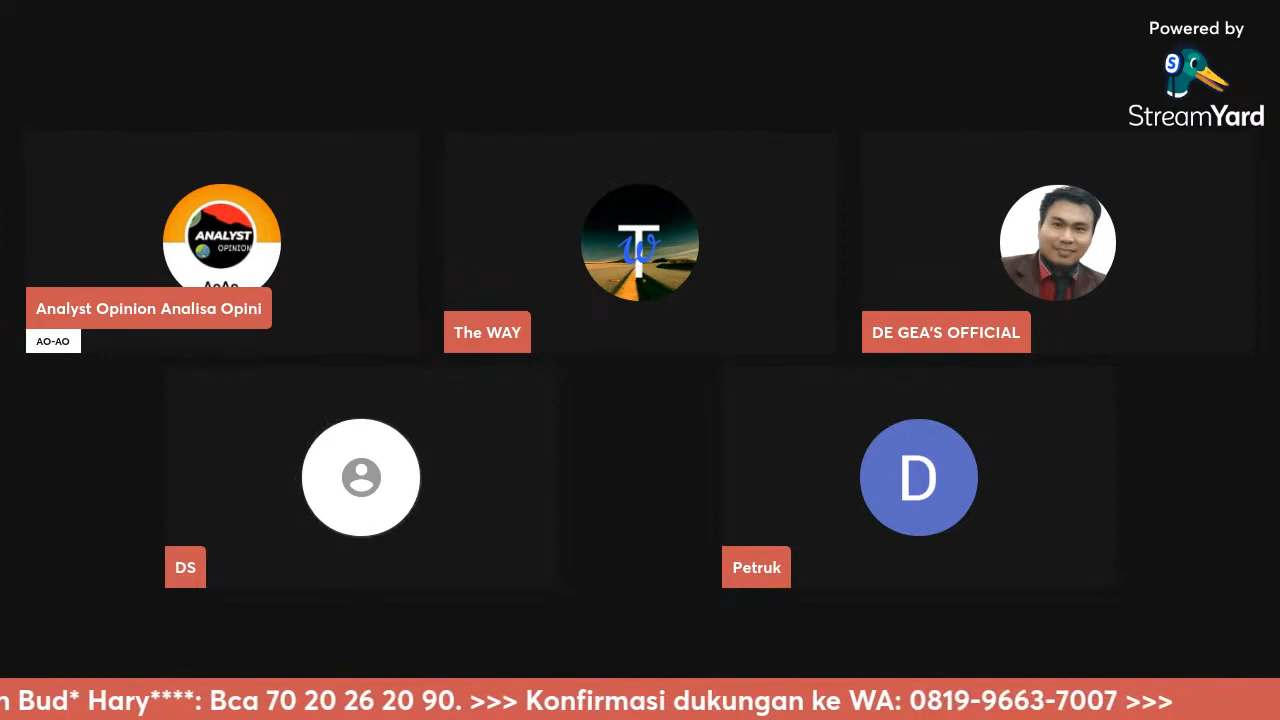 Powered by
S
StreamYard
ANALYST
OPINION
Analyst Opinion Analisa Opini
AO-AO
T
W
The WAY
DE GEA'S OFFICIAL
DS
D
Petruk
n Bud* Hary****: Bca 70 20 26 20 90. >>> Konfirmasi dukungan ke WA: 0819-9663-7007 >>>